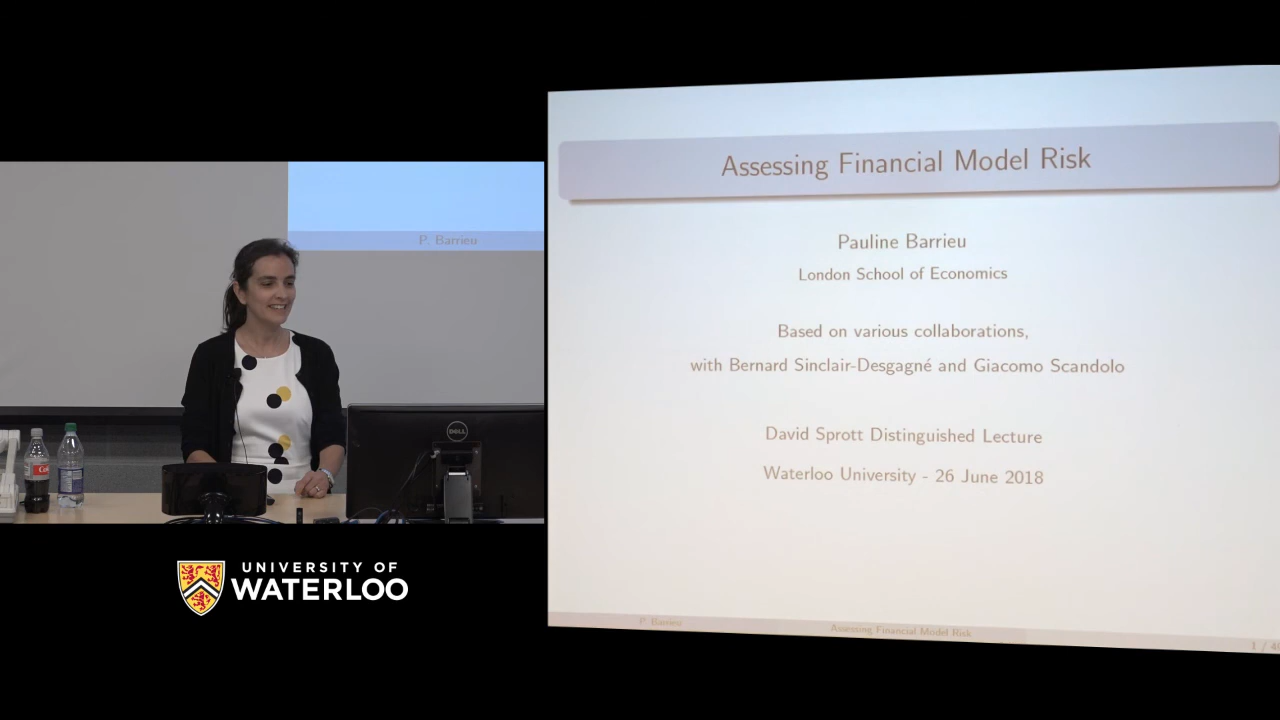 P. Barrieu
DELL
UNIVERSITY OF
WATERLOO
Assessing Financial Model Risk
Pauline Barrieu
London School of Economics
Based on various collaborations,
with Bernard Sinclair-Desgagné and Giacomo Scandolo
David Sprott Distinguished Lecture
Waterloo University - 26 June 2018
P. Barrieu
Assessing Financial Model Risk